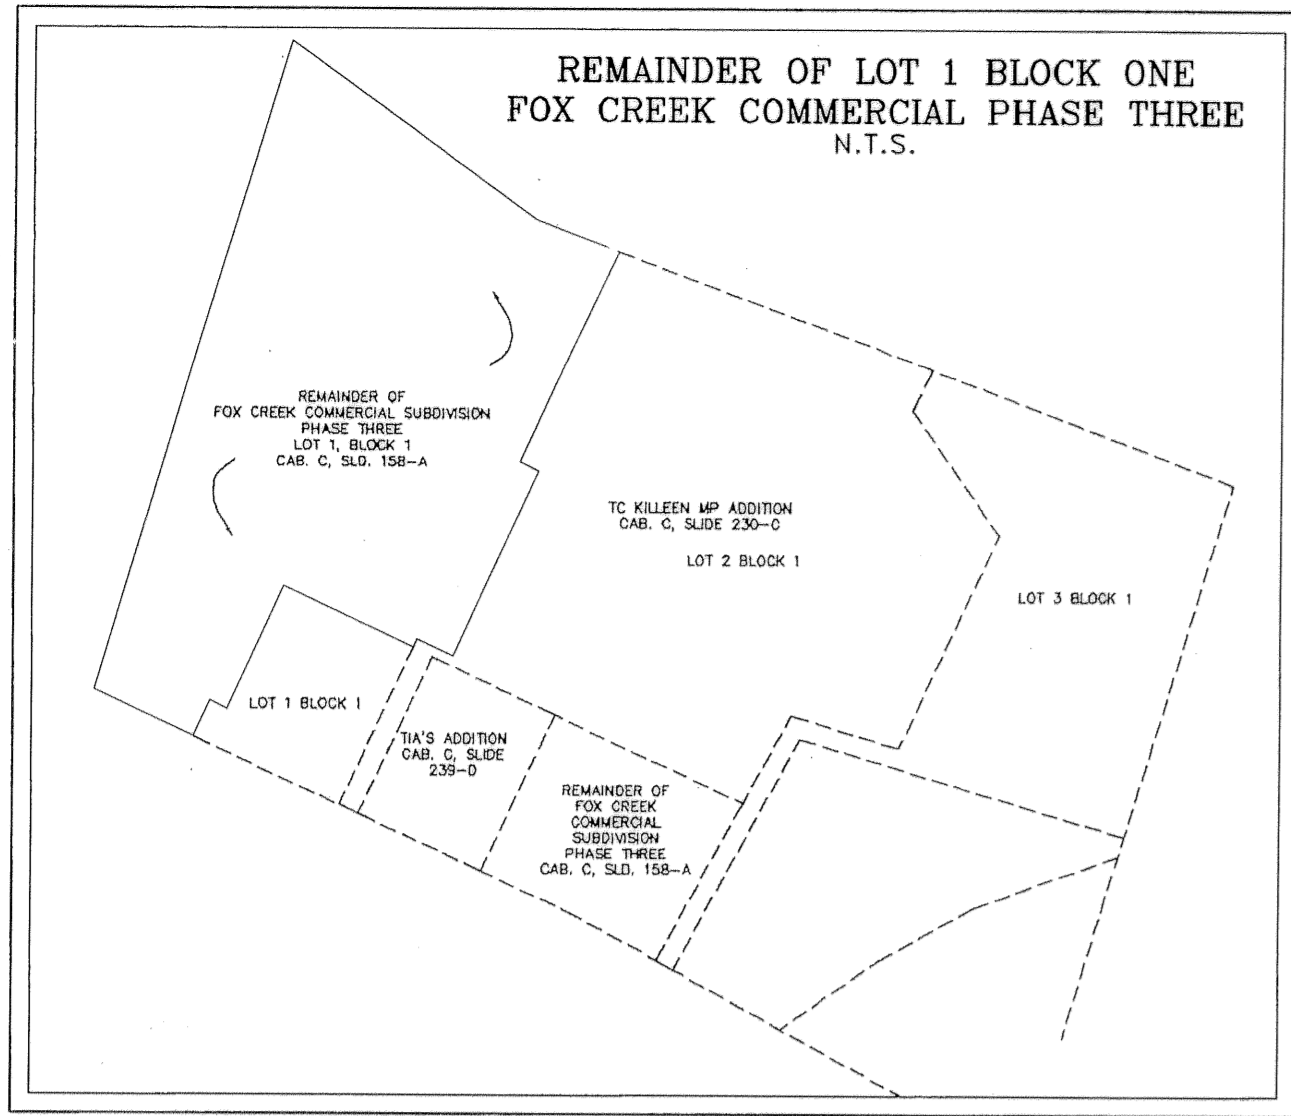 REMAINDER OF LOT 1 BLOCK ONE
FOX CREEK COMMERCIAL PHASE THREE
N.T.S.
REMAINDER OF
FOX CREEK COMMERCIAL SUBDIVISION
PHASE THREE
LOT 1, BLOCK 1
CAB. C, SLD. 158-A
TC KILLEEN MP ADDITION
CAB. C, SLIDE 230-C
LOT 2 BLOCK 1
LOT 3 BLOCK 1
LOT 1 BLOCK 1
TIA'S ADDITION
CAB. C, SLIDE
239-D
REMAINDER OF
FOX CREEK
COMMERCIAL
SUBDIVISION
PHASE THREE
CAB. C, SLD. 158-A